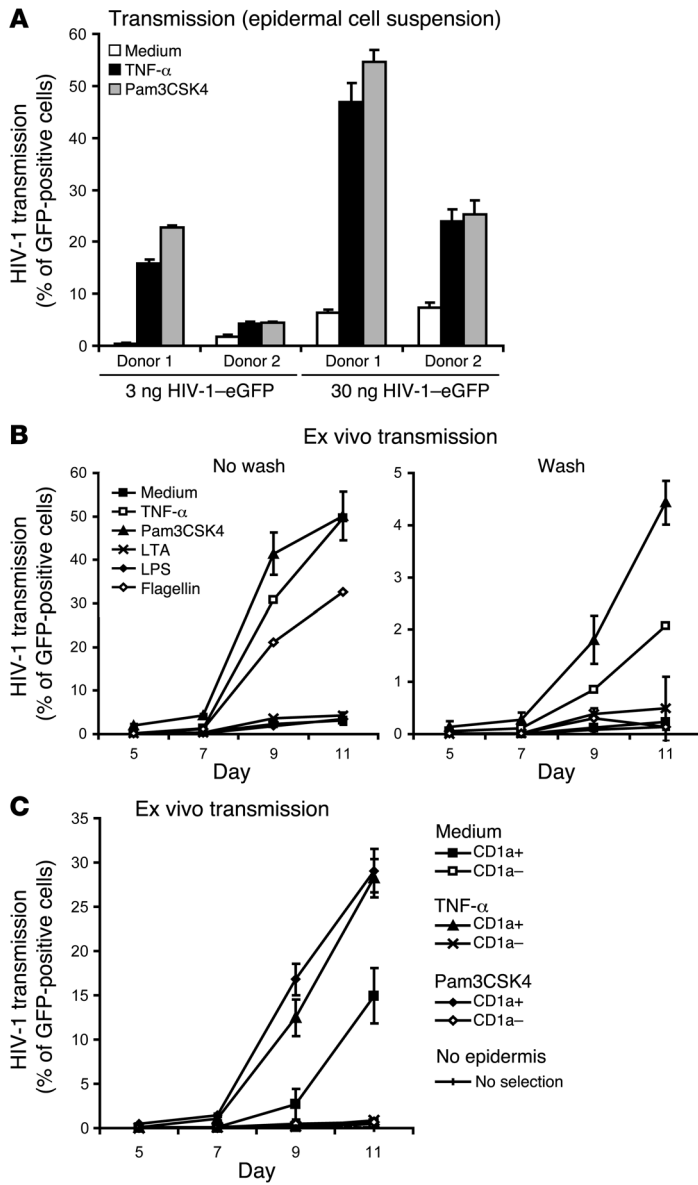 A
Transmission (epidermal cell suspension)
HIV-1 transmission
(% of GFP-positive cells)
60
50
40
30
20
10
0
Medium
TNF-α
Pam3CSK4
Donor 1 Donor 2 Donor 1 Donor 2
3 ng HIV-1–eGFP 30 ng HIV-1–eGFP
B
Ex vivo transmission
No wash
HIV-1 transmission
(% of GFP-positive cells)
60
50
40
30
20
10
0
Medium
TNF-α
Pam3CSK4
LTA
LPS
Flagellin
5 7 9 11
Day
Wash
5
4
3
2
1
0
5 7 9 11
Day
C
Ex vivo transmission
HIV-1 transmission
(% of GFP-positive cells)
35
30
25
20
15
10
5
0
5 7 9 11
Day
Medium
CD1a+
CD1a–
TNF-α
CD1a+
CD1a–
Pam3CSK4
CD1a+
CD1a–
No epidermis
No selection